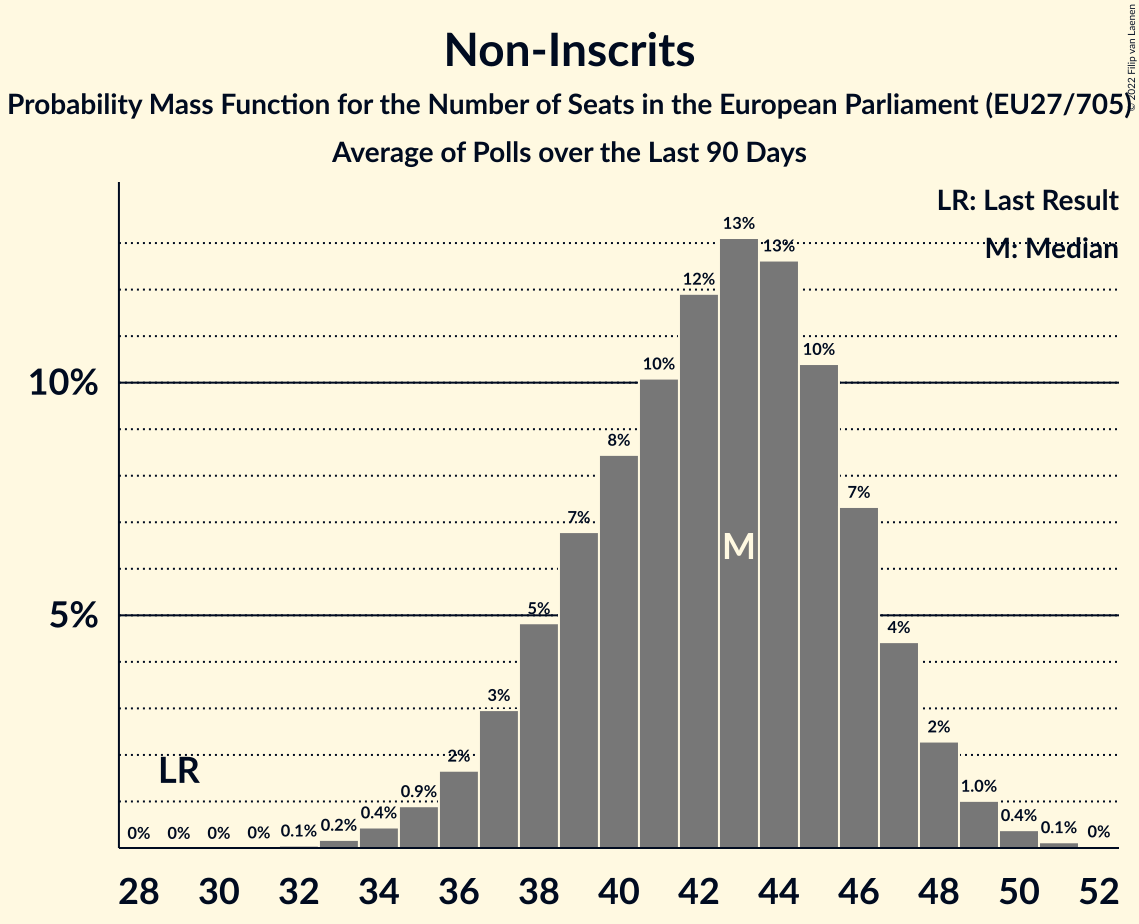 Non-Inscrits
Probability Mass Function for the Number of Seats in the European Parliament (EU27/705)
Average of Polls over the Last 90 Days
© 2022 Filip van Laenen
LR: Last Result
M: Median
10%
5%
LR
M
0% 0% 0% 0% 0.1% 0.2% 0.4% 0.9% 2% 3% 5% 7% 8% 10% 12% 13% 13% 10% 7% 4% 2% 1.0% 0.4% 0.1% 0%
28 30 32 34 36 38 40 42 44 46 48 50 52